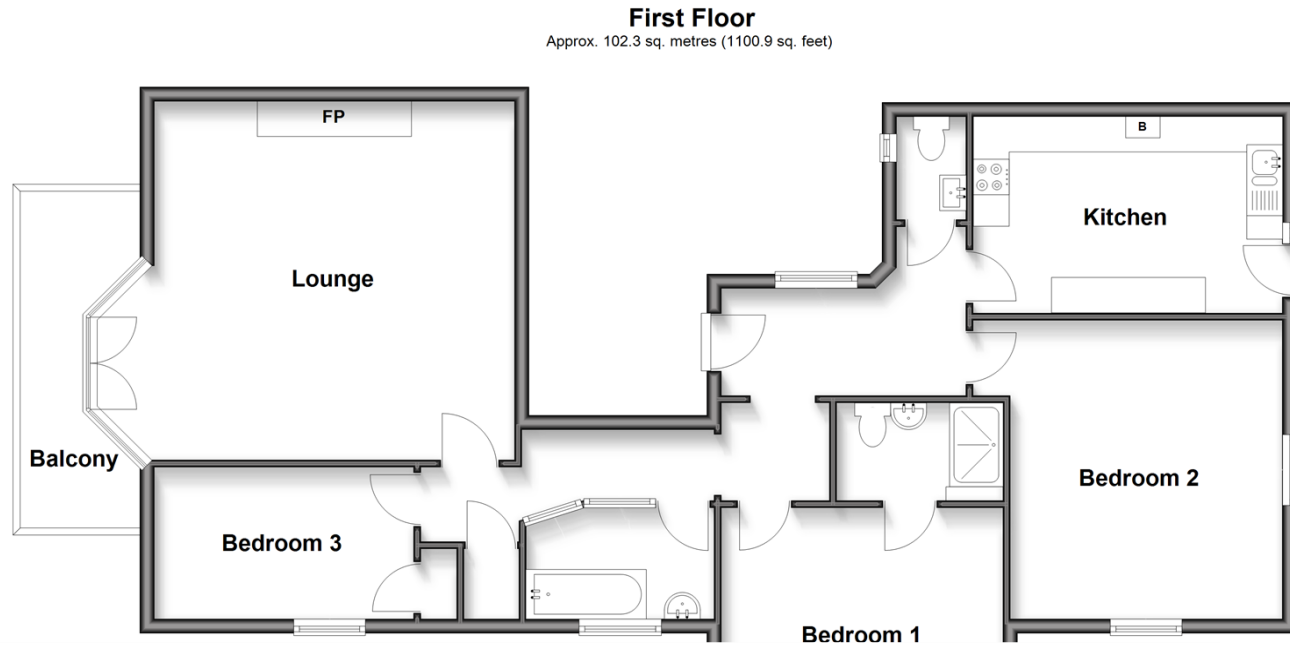 First Floor
Approx. 102.3 sq. metres (1100.9 sq. feet)
FP
B
Kitchen
Lounge
Balcony
Bedroom 2
Bedroom 3
Bedroom 1